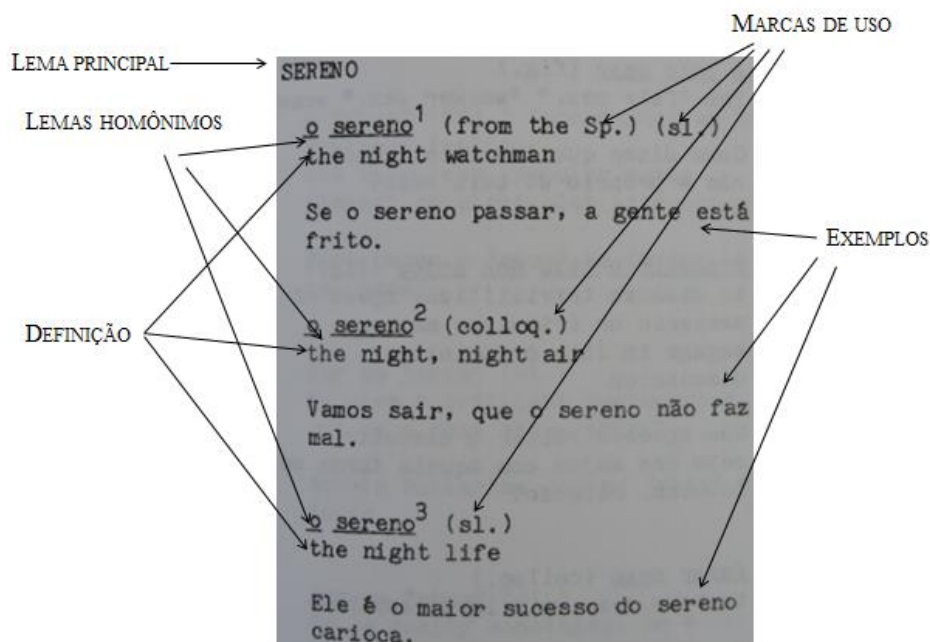 MARCAS DE USO
LEMA PRINCIPAL
SERENO
LEMAS HOMÔNIMOS
o sereno¹ (from the Sp.) (sl.)
the night watchman
Se o sereno passar, a gente está
frito.
EXEMPLOS
DEFINIÇÃO
o sereno² (colloq.)
the night, night air
Vamos sair, que o sereno não faz
mal.
o sereno³ (sl.)
the night life
Ele é o maior sucesso do sereno
carioca.